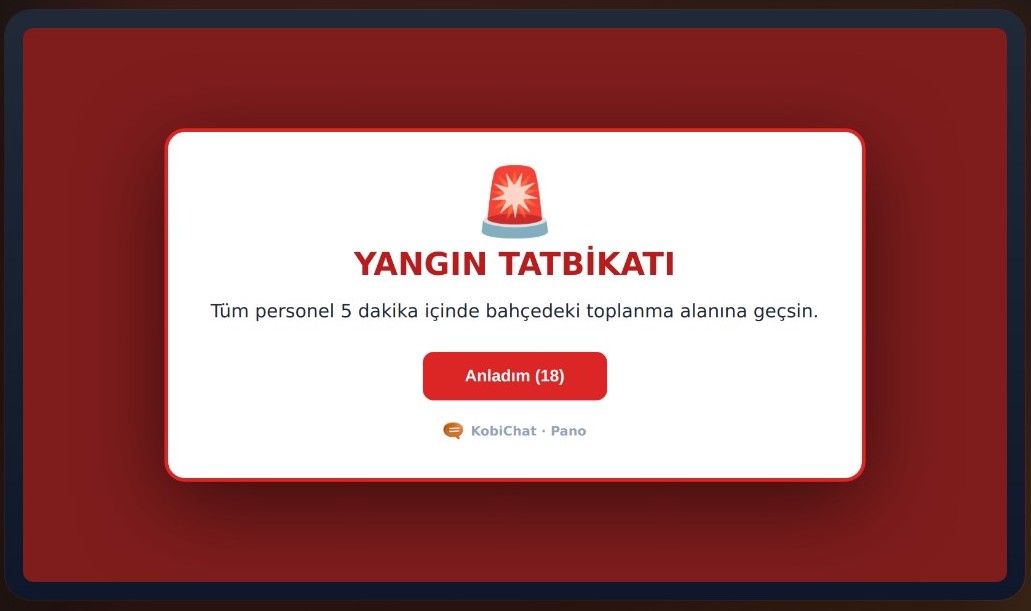 YANGIN TATBİKATI
Tüm personel 5 dakika içinde bahçedeki toplanma alanına geçsin.
Anladım (18)
KobiChat · Pano